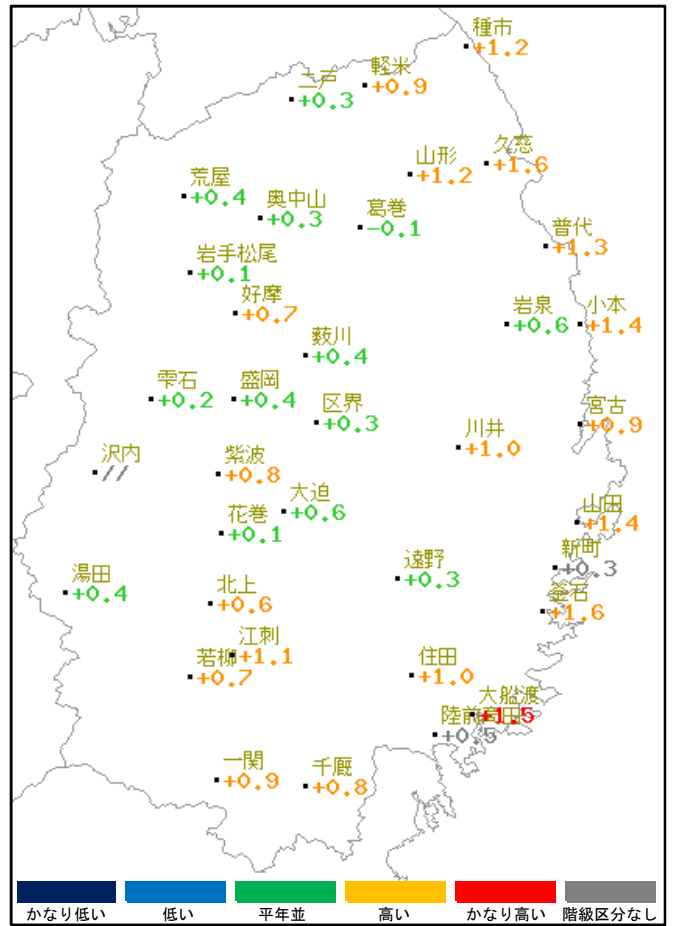 種市
+1.2
軽米
+0.9
二戸
+0.3
久慈
+1.6
山形
+1.2
荒屋
+0.4
奥中山
+0.3
葛巻
-0.1
普代
+1.3
岩手松尾
+0.1
好摩
+0.7
岩泉
+0.6
小本
+1.4
薮川
+0.4
雫石
+0.2
盛岡
+0.4
区界
+0.3
宮古
+0.9
川井
+1.0
沢内
//
紫波
+0.8
大迫
+0.6
山田
+1.4
花巻
+0.1
新町
+0.3
遠野
+0.3
湯田
+0.4
釜石
+1.6
北上
+0.6
江刺
+1.1
若柳
+0.7
住田
+1.0
大船渡
+1.5
陸前高田
+0.5
一関
+0.9
千厩
+0.8
かなり低い 低い 平年並 高い かなり高い 階級区分なし